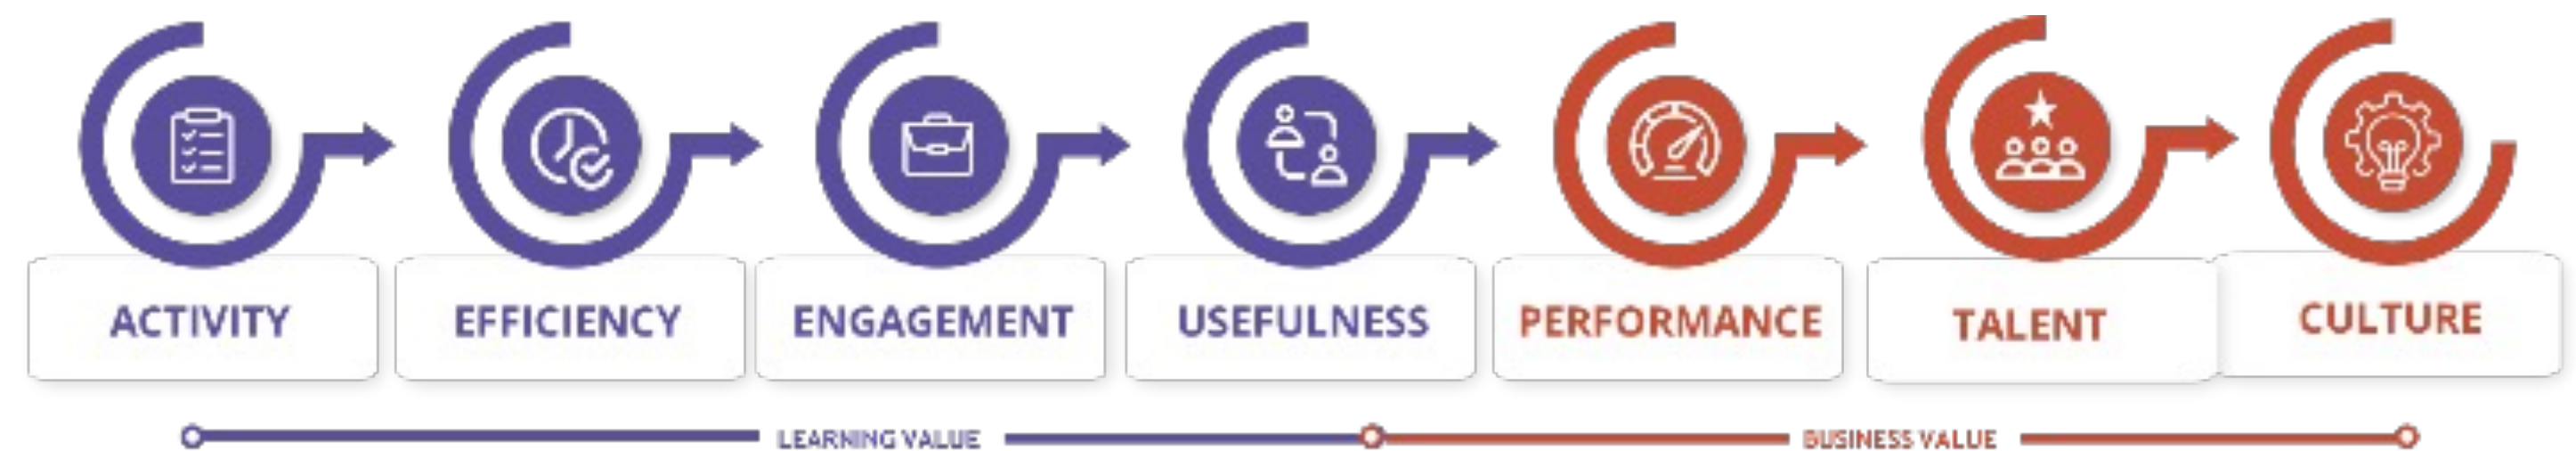 ACTIVITY
EFFICIENCY
ENGAGEMENT
USEFULNESS
PERFORMANCE
TALENT
CULTURE
LEARNING VALUE
BUSINESS VALUE